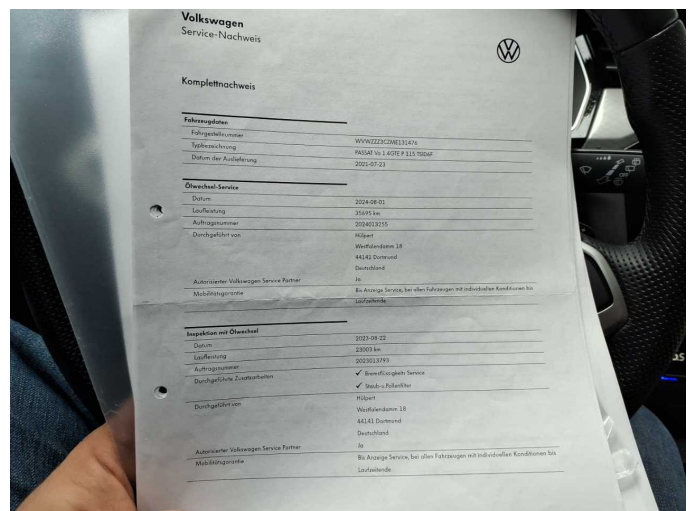 Volkswagen
Service-Nachweis
Komplettnachweis
Fahrzeugdaten
Fahrgestellnummer WVWZZZ3CZME131476
Typbezeichnung PASSAT Va 1.4GTE P 115 TGD6F
Datum der Auslieferung 2021-07-23
Ölwechsel-Service
Datum 2024-08-01
Laufleistung 35695 km
Auftragsnummer 2024013255
Durchgeführt von Hülpert
Westfalendamm 18
44141 Dortmund
Deutschland
Autorisierter Volkswagen Service Partner Ja
Mobilitätsgarantie Bis Anzeige Service, bei allen Fahrzeugen mit individuellen Konditionen bis
Laufzeitende
Inspektion mit Ölwechsel
Datum 2023-08-22
Laufleistung 23003 km
Auftragsnummer 2023013793
Durchgeführte Zusatzarbeiten ✓ Bremsflüssigkeits Service
✓ Staub-u.Pollenfilter
Durchgeführt von Hülpert
Westfalendamm 18
44141 Dortmund
Deutschland
Autorisierter Volkswagen Service Partner Ja
Mobilitätsgarantie Bis Anzeige Service, bei allen Fahrzeugen mit individuellen Konditionen bis
Laufzeitende